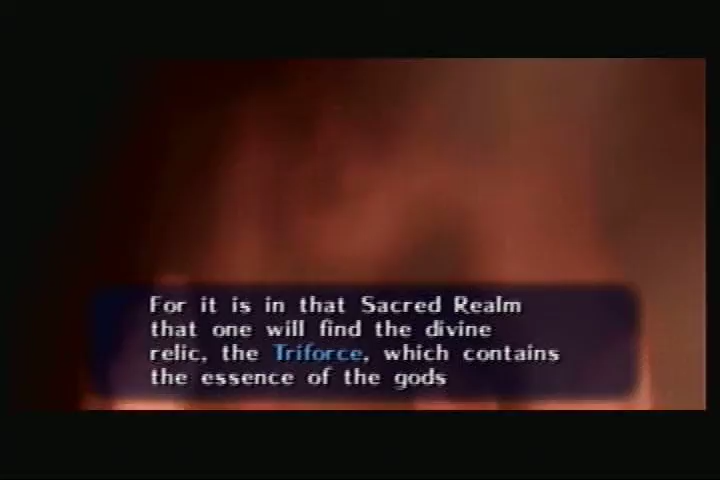 For it is in that Sacred Realm
that one will find the divine
relic, the Triforce, which contains
the essence of the gods